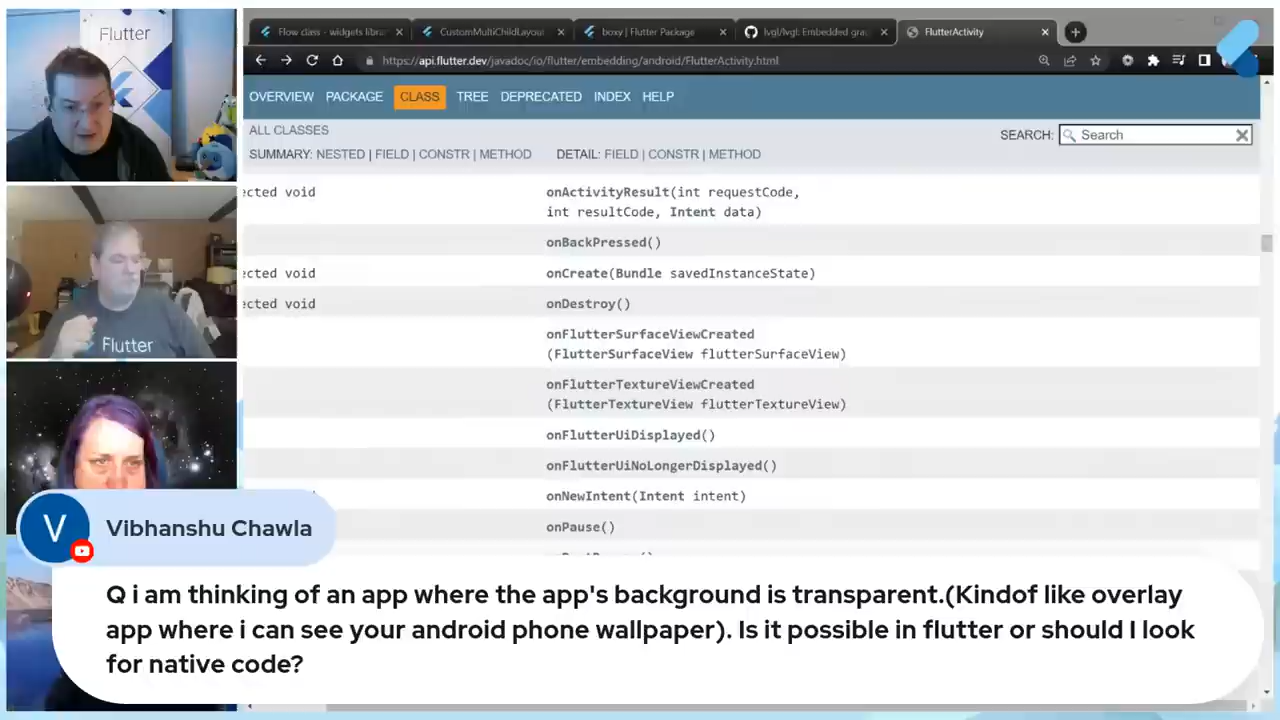 Flutter
Flow class - widgets librar
CustomMultiChildLayout
boxy | Flutter Package
lvgl/lvgl: Embedded gra
FlutterActivity
https://api.flutter.dev/javadoc/io/flutter/embedding/android/FlutterActivity.html
OVERVIEW PACKAGE CLASS TREE DEPRECATED INDEX HELP
ALL CLASSES
SEARCH: Search
SUMMARY: NESTED | FIELD | CONSTR | METHOD DETAIL: FIELD | CONSTR | METHOD
ected void onActivityResult(int requestCode,
int resultCode, Intent data)
onBackPressed()
ected void onCreate(Bundle savedInstanceState)
ected void onDestroy()
Flutter
onFlutterSurfaceViewCreated
(FlutterSurfaceView flutterSurfaceView)
onFlutterTextureViewCreated
(FlutterTextureView flutterTextureView)
onFlutterUiDisplayed()
onFlutterUiNoLongerDisplayed()
onNewIntent(Intent intent)
onPause()
V Vibhanshu Chawla
Q i am thinking of an app where the app's background is transparent.(Kindof like overlay
app where i can see your android phone wallpaper). Is it possible in flutter or should I look
for native code?